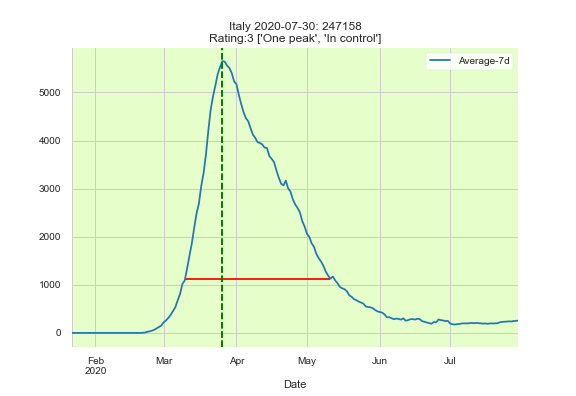 Italy 2020-07-30: 247158
Rating:3 ['One peak', 'In control']
Average-7d
5000
4000
3000
2000
1000
0
Feb
2020
Mar
Apr
May
Jun
Jul
Date